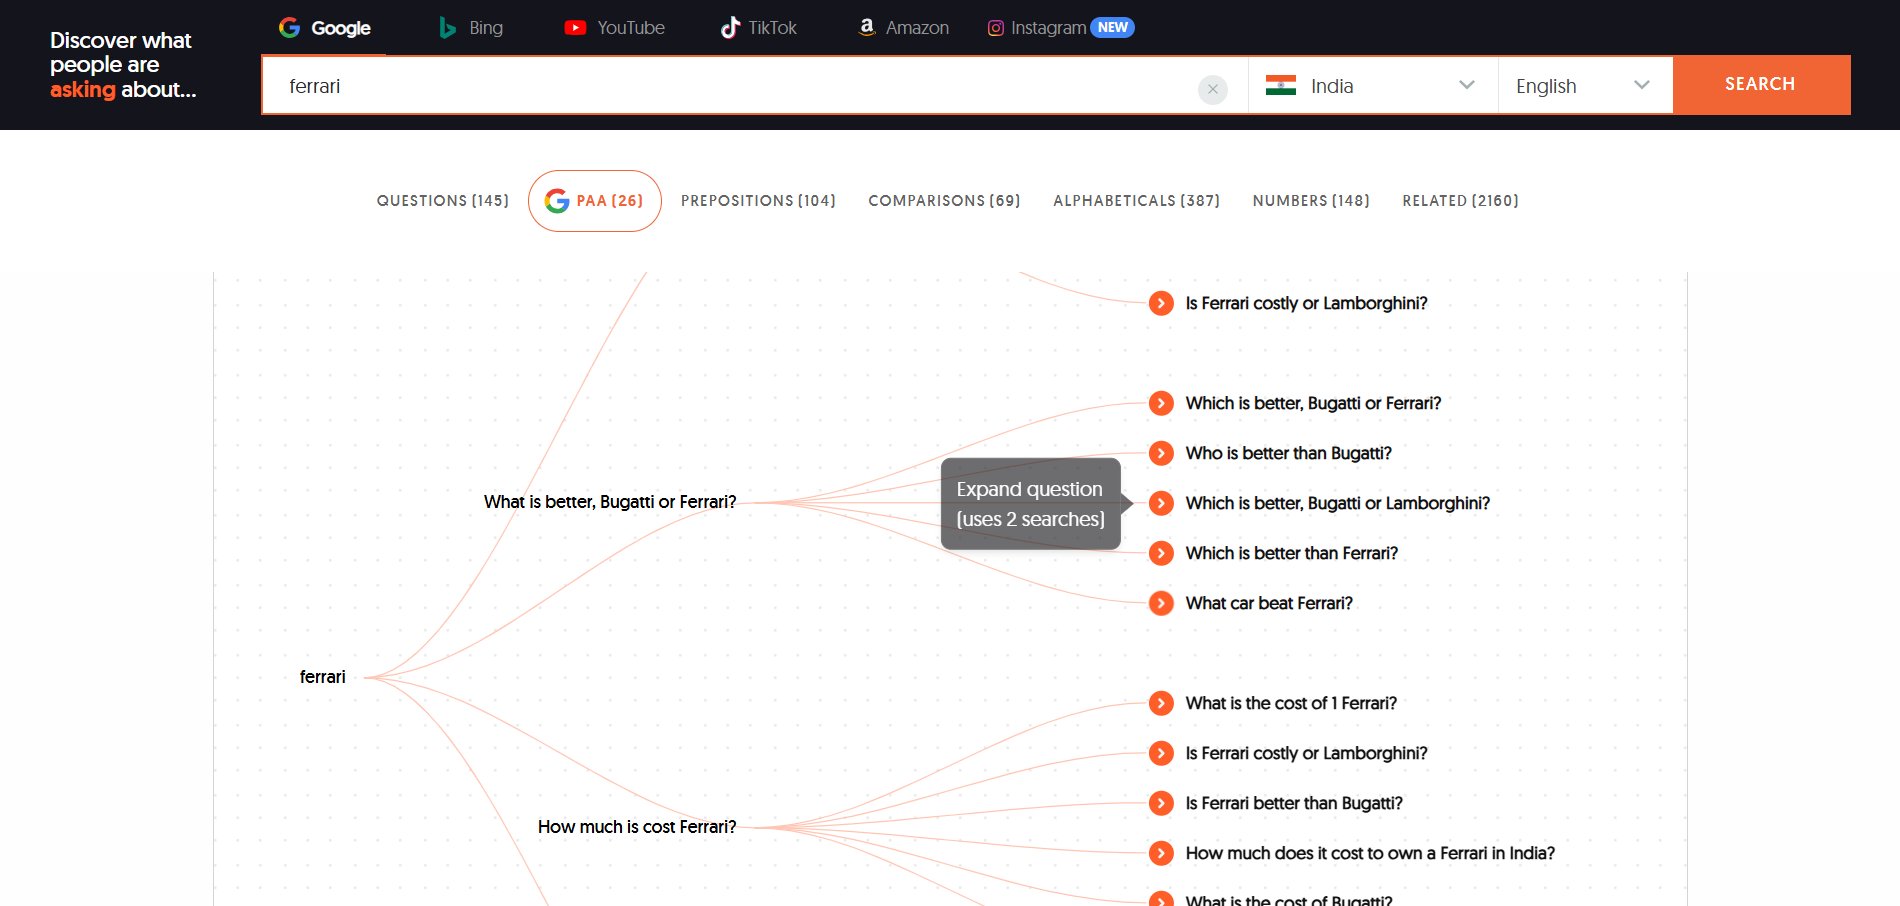 Discover what
people are
asking about...
Google
Bing
YouTube
TikTok
Amazon
Instagram NEW
ferrari
India
English
SEARCH
QUESTIONS (145)
PAA (26)
PREPOSITIONS (104)
COMPARISONS (69)
ALPHABETICALS (387)
NUMBERS (148)
RELATED (2160)
Is Ferrari costly or Lamborghini?
Which is better, Bugatti or Ferrari?
Who is better than Bugatti?
What is better, Bugatti or Ferrari?
Expand question
(uses 2 searches)
Which is better, Bugatti or Lamborghini?
Which is better than Ferrari?
What car beat Ferrari?
ferrari
What is the cost of 1 Ferrari?
Is Ferrari costly or Lamborghini?
Is Ferrari better than Bugatti?
How much is cost Ferrari?
How much does it cost to own a Ferrari in India?
What is the cost of Bugatti?